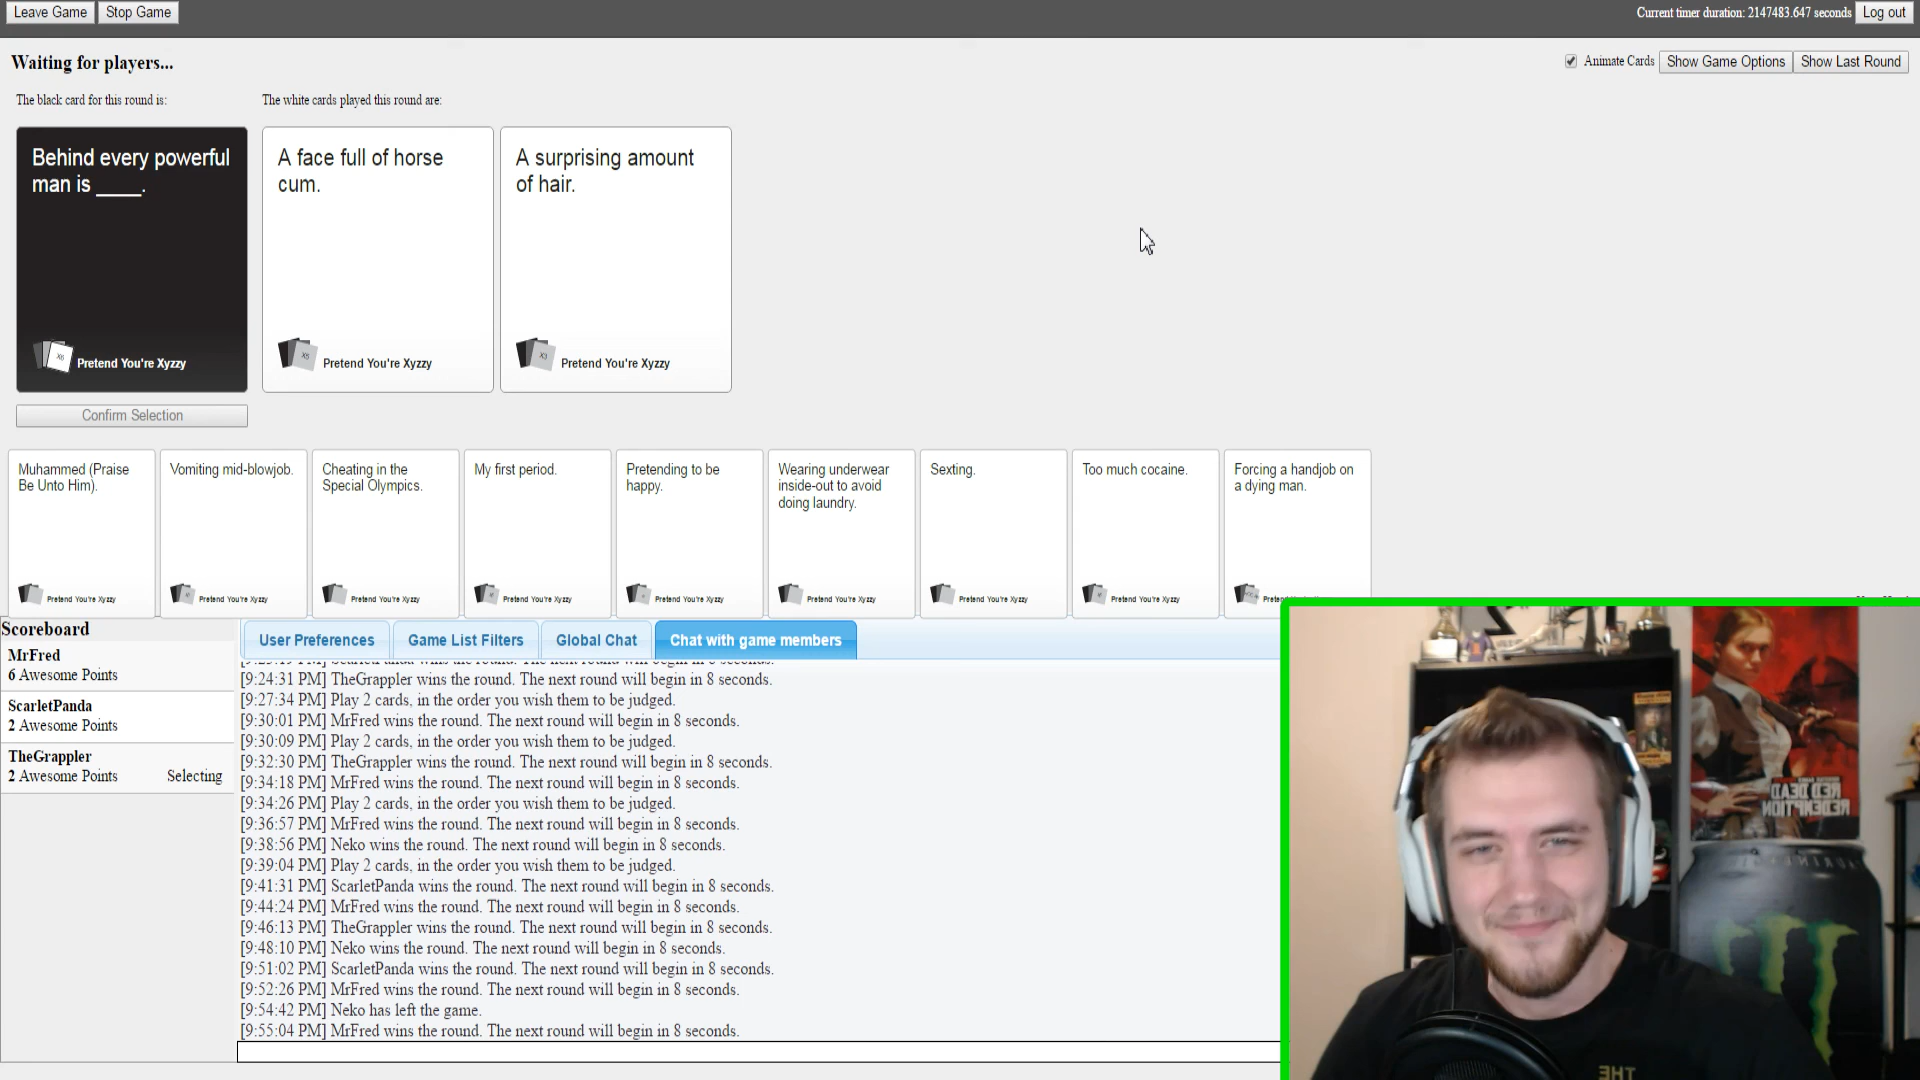 Leave Game
Stop Game
Current timer duration: 2147483.647 seconds
Log out
Waiting for players...
Animate Cards
Show Game Options
Show Last Round
The black card for this round is:
The white cards played this round are:
Behind every powerful
man is ____.
Pretend You're Xyzzy
A face full of horse
cum.
Pretend You're Xyzzy
A surprising amount
of hair.
Pretend You're Xyzzy
Confirm Selection
Muhammed (Praise
Be Unto Him).
Pretend You're Xyzzy
Vomiting mid-blowjob.
Pretend You're Xyzzy
Cheating in the
Special Olympics.
Pretend You're Xyzzy
My first period.
Pretend You're Xyzzy
Pretending to be
happy.
Pretend You're Xyzzy
Wearing underwear
inside-out to avoid
doing laundry.
Pretend You're Xyzzy
Sexting.
Pretend You're Xyzzy
Too much cocaine.
Pretend You're Xyzzy
Forcing a handjob on
a dying man.
Scoreboard
MrFred
6 Awesome Points
ScarletPanda
2 Awesome Points
TheGrappler
2 Awesome Points
Selecting
User Preferences
Game List Filters
Global Chat
Chat with game members
[9:24:31 PM] TheGrappler wins the round. The next round will begin in 8 seconds.
[9:27:34 PM] Play 2 cards, in the order you wish them to be judged.
[9:30:01 PM] MrFred wins the round. The next round will begin in 8 seconds.
[9:30:09 PM] Play 2 cards, in the order you wish them to be judged.
[9:32:30 PM] TheGrappler wins the round. The next round will begin in 8 seconds.
[9:34:18 PM] MrFred wins the round. The next round will begin in 8 seconds.
[9:34:26 PM] Play 2 cards, in the order you wish them to be judged.
[9:36:57 PM] MrFred wins the round. The next round will begin in 8 seconds.
[9:38:56 PM] Neko wins the round. The next round will begin in 8 seconds.
[9:39:04 PM] Play 2 cards, in the order you wish them to be judged.
[9:41:31 PM] ScarletPanda wins the round. The next round will begin in 8 seconds.
[9:44:24 PM] MrFred wins the round. The next round will begin in 8 seconds.
[9:46:13 PM] TheGrappler wins the round. The next round will begin in 8 seconds.
[9:48:10 PM] Neko wins the round. The next round will begin in 8 seconds.
[9:51:02 PM] ScarletPanda wins the round. The next round will begin in 8 seconds.
[9:52:26 PM] MrFred wins the round. The next round will begin in 8 seconds.
[9:54:42 PM] Neko has left the game.
[9:55:04 PM] MrFred wins the round. The next round will begin in 8 seconds.
RED DEAD
REDEMPTION
THE